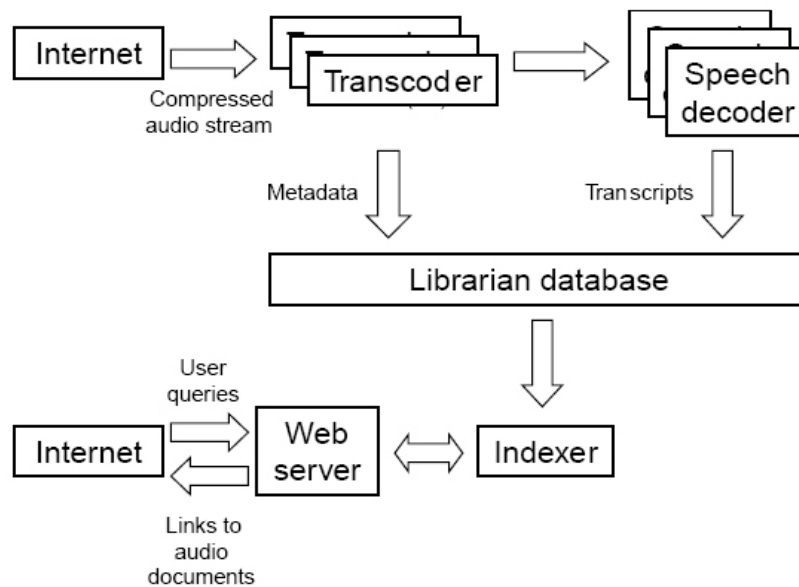 Internet
Compressed
audio stream
Transcoder
Speech
decoder
Metadata
Transcripts
Librarian database
User
queries
Internet
Web
server
Indexer
Links to
audio
documents